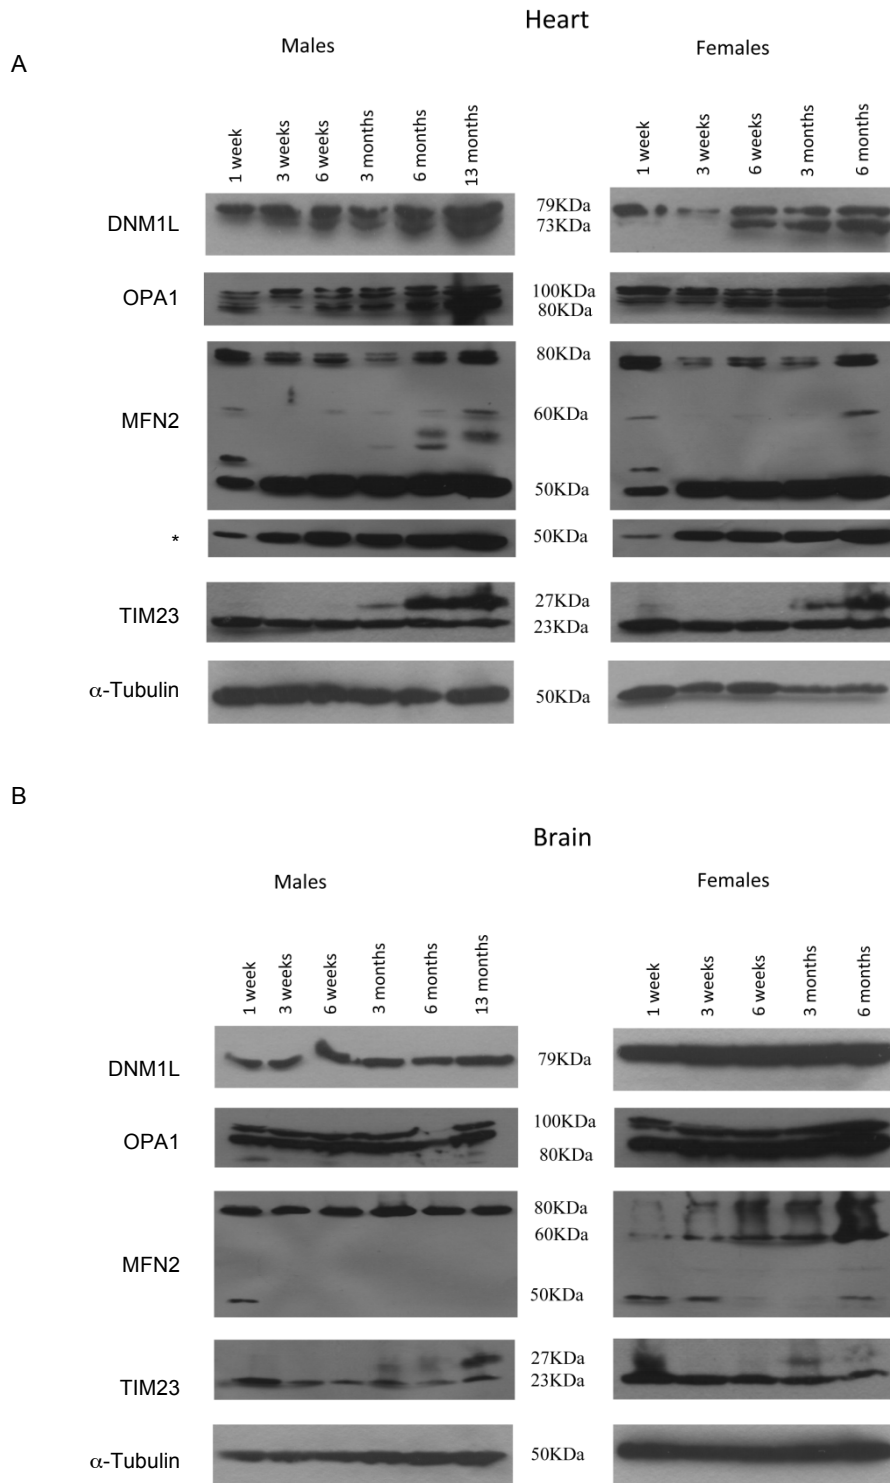 Heart
Males
Females
A
1 week
3 weeks
6 weeks
3 months
6 months
13 months
1 week
3 weeks
6 weeks
3 months
6 months
DNM1L
79KDa
73KDa
OPA1
100KDa
80KDa
MFN2
80KDa
60KDa
50KDa
*
50KDa
TIM23
27KDa
23KDa
α-Tubulin
50KDa
B
Brain
Males
Females
1 week
3 weeks
6 weeks
3 months
6 months
13 months
1 week
3 weeks
6 weeks
3 months
6 months
DNM1L
79KDa
OPA1
100KDa
80KDa
MFN2
80KDa
60KDa
50KDa
TIM23
27KDa
23KDa
α-Tubulin
50KDa